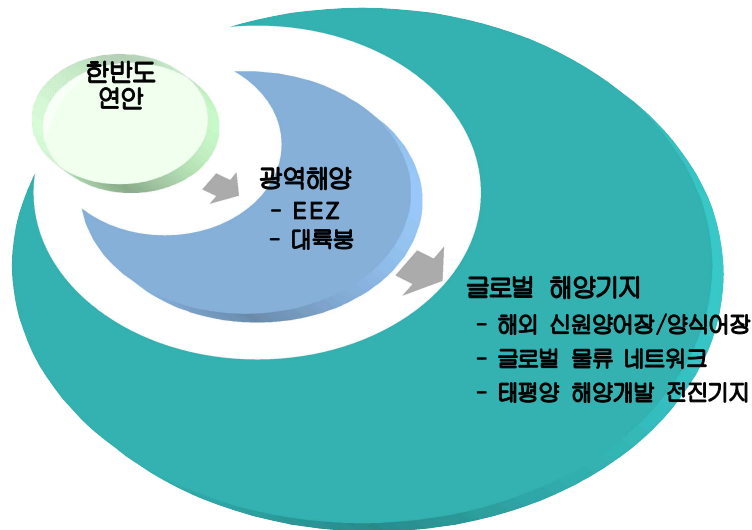 한반도
연안
광역해양
- EEZ
- 대륙붕
글로벌 해양기지
- 해외 신원양어장/양식어장
- 글로벌 물류 네트워크
- 태평양 해양개발 전진기지